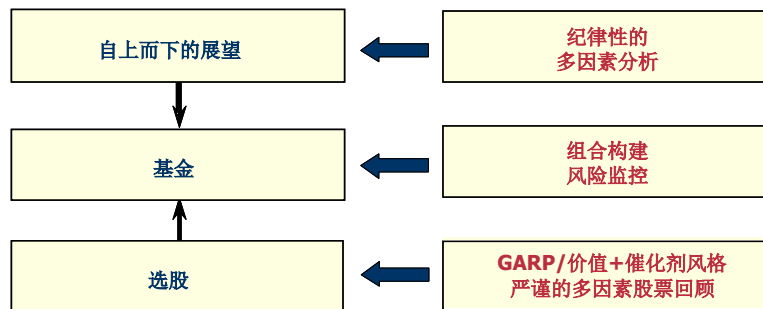 自上而下的展望
纪律性的
多因素分析
基金
组合构建
风险监控
选股
GARP/价值+催化剂风格
严谨的多因素股票回顾